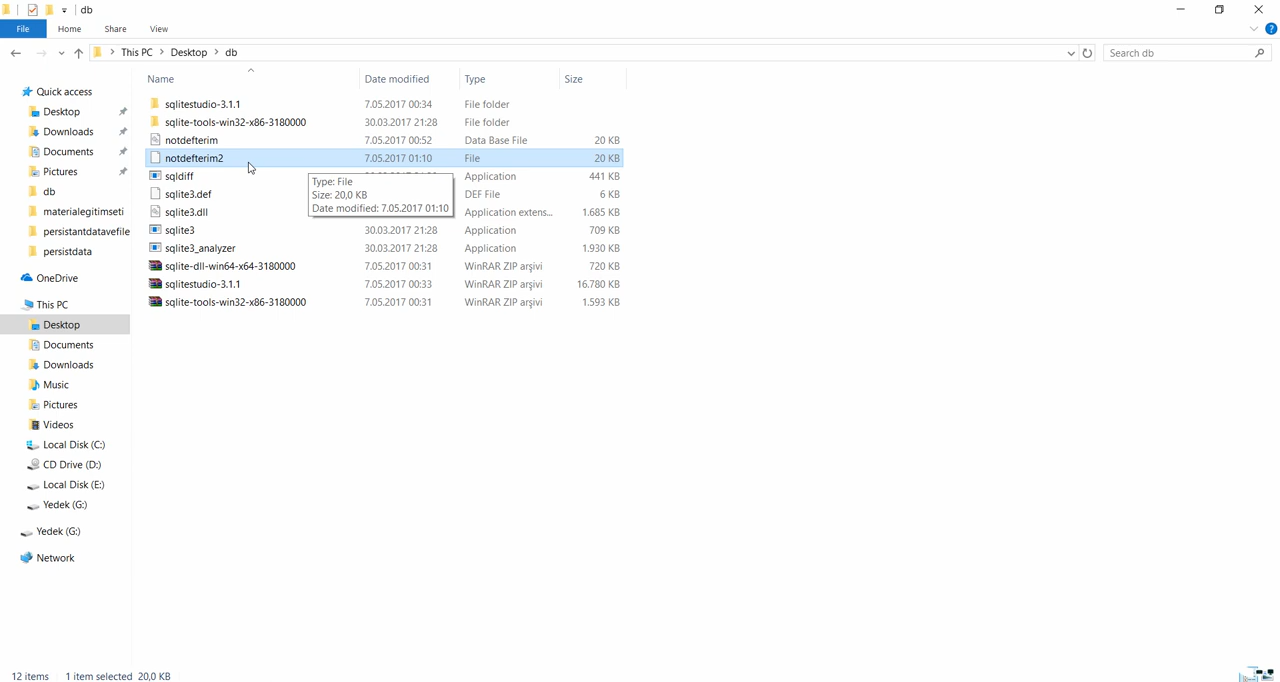 db
File Home Share View
This PC Desktop db
Search db
Name Date modified Type Size
Quick access
Desktop
Downloads
Documents
Pictures
db
materialegitimseti
persistantdatavefile
persistdata
OneDrive
This PC
Desktop
Documents
Downloads
Music
Pictures
Videos
Local Disk (C:)
CD Drive (D:)
Local Disk (E:)
Yedek (G:)
Yedek (G:)
Network
sqlitestudio-3.1.1 7.05.2017 00:34 File folder
sqlite-tools-win32-x86-3180000 30.03.2017 21:28 File folder
notdefterim 7.05.2017 00:52 Data Base File 20 KB
notdefterim2 7.05.2017 01:10 File 20 KB
sqldiff Application 441 KB
sqlite3.def DEF File 6 KB
sqlite3.dll Application extens... 1.685 KB
sqlite3 30.03.2017 21:28 Application 709 KB
sqlite3_analyzer 30.03.2017 21:28 Application 1.930 KB
sqlite-dll-win64-x64-3180000 7.05.2017 00:31 WinRAR ZIP arşivi 720 KB
sqlitestudio-3.1.1 7.05.2017 00:33 WinRAR ZIP arşivi 16.780 KB
sqlite-tools-win32-x86-3180000 7.05.2017 00:31 WinRAR ZIP arşivi 1.593 KB
Type: File
Size: 20,0 KB
Date modified: 7.05.2017 01:10
12 items 1 item selected 20,0 KB